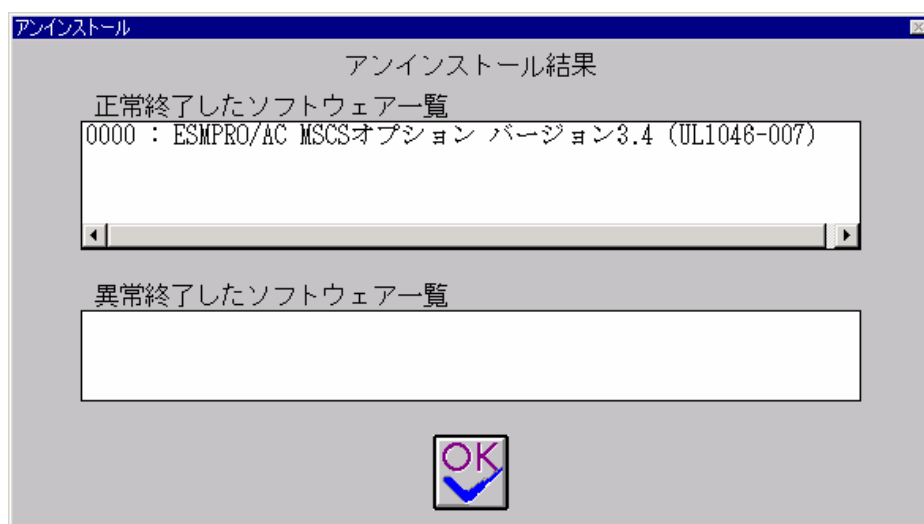 アンインストール
アンインストール結果
正常終了したソフトウェア一覧
0000 : ESMPRO/AC MSCSオプション バージョン3.4 (UL1046-007)
異常終了したソフトウェア一覧
OK